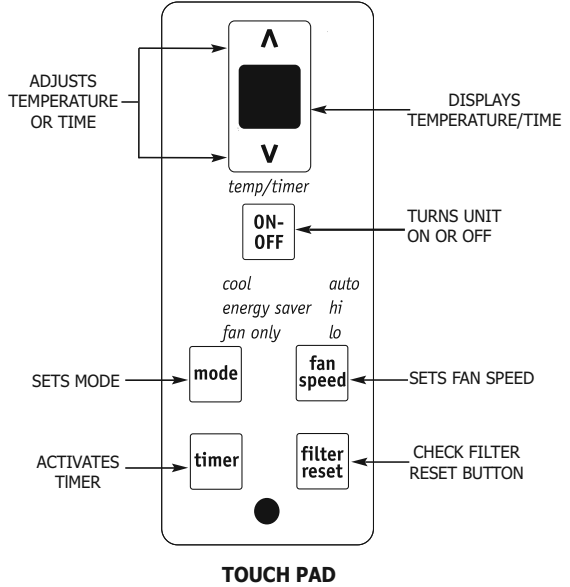 ADJUSTS
TEMPERATURE
OR TIME
DISPLAYS
TEMPERATURE/TIME
temp/timer
ON-
OFF
TURNS UNIT
ON OR OFF
cool auto
energy saver hi
fan only lo
SETS MODE
mode
fan
speed
SETS FAN SPEED
ACTIVATES
TIMER
timer
filter
reset
CHECK FILTER
RESET BUTTON
TOUCH PAD